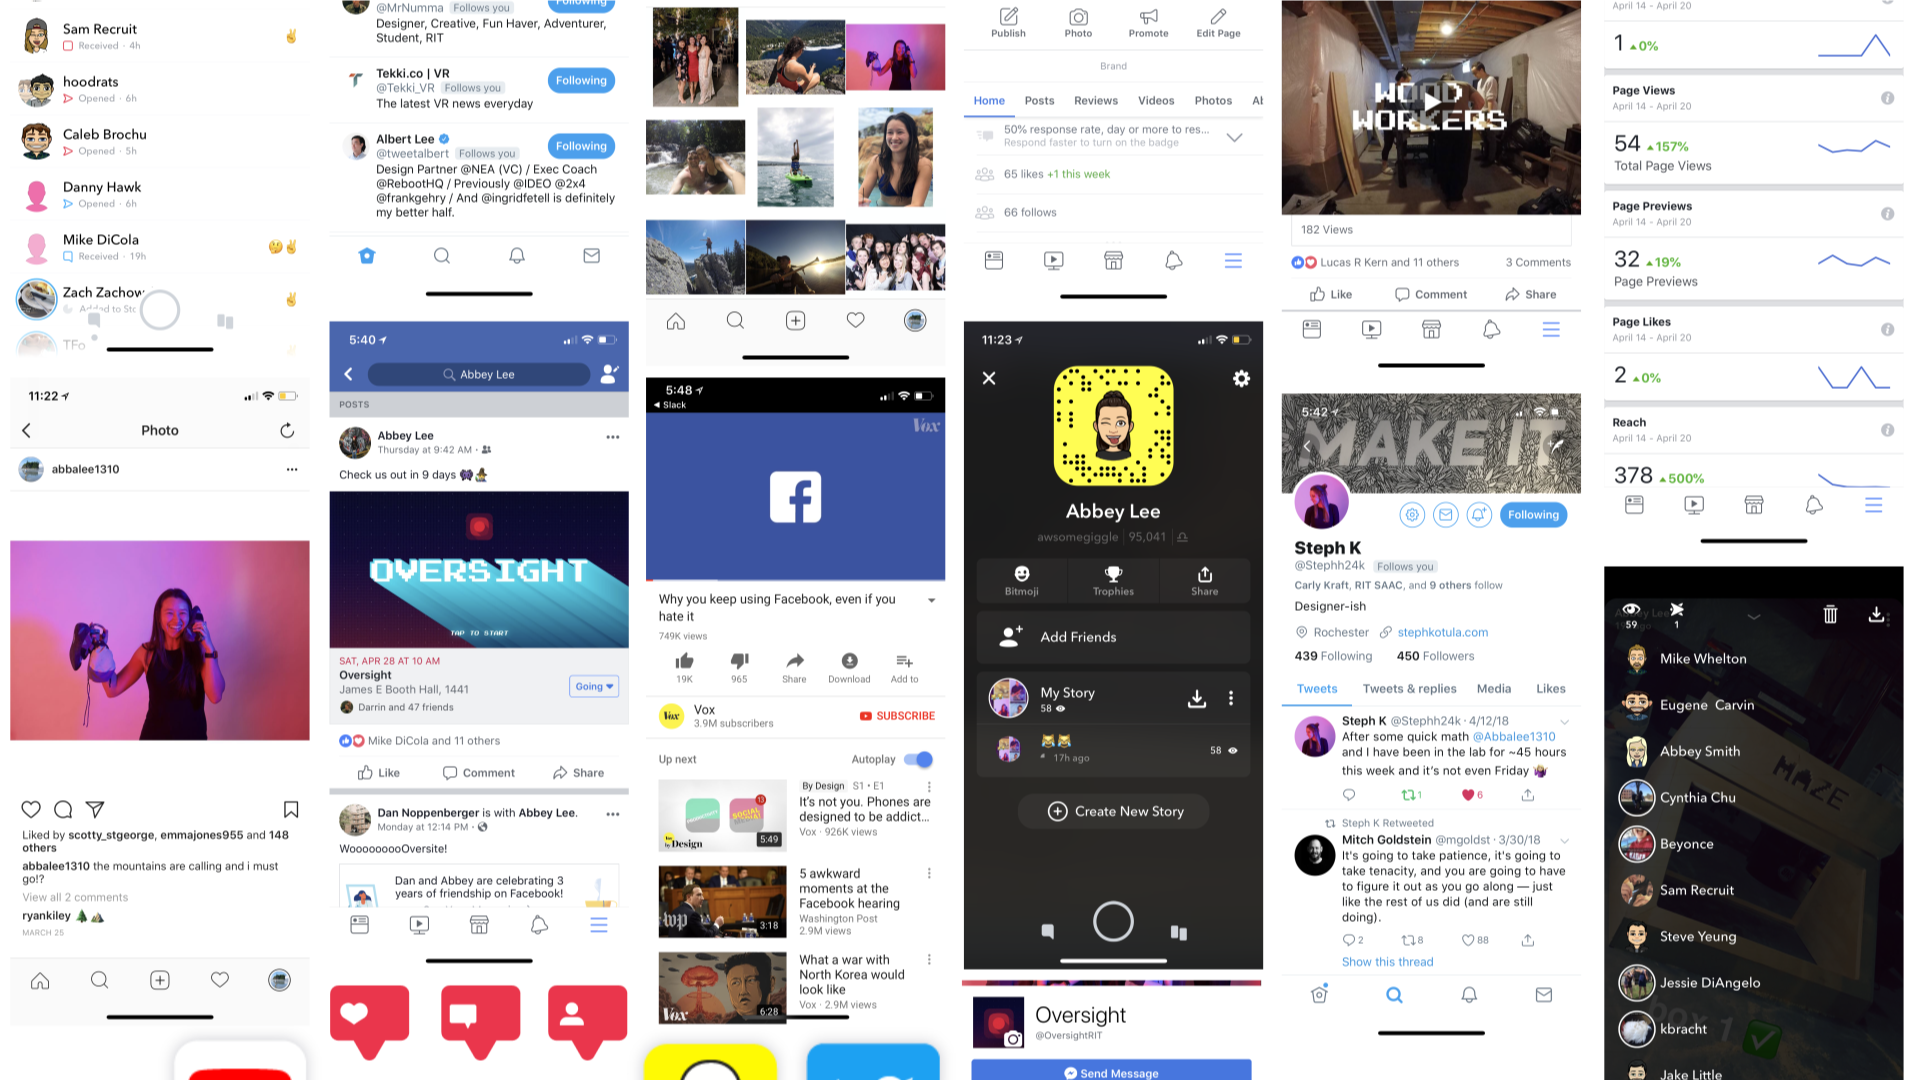 Sam Recruit
Received · 4h
hoodrats
Opened · 6h
Caleb Brochu
Opened · 5h
Danny Hawk
Opened · 6h
Mike DiCola
Received · 19h
Zach Zachow
Added to Sto
TFo
11:22
Photo
abbalee1310
Liked by scotty_stgeorge, emmajones955 and 148
others
abbalee1310 the mountains are calling and i must
go!?
View all 2 comments
ryankiley
MARCH 25
@MrNumma Follows you
Following
Designer, Creative, Fun Haver, Adventurer,
Student, RIT
Tekki.co | VR
@Tekki_VR Follows you
Following
The latest VR news everyday
Albert Lee
@tweetalbert Follows you
Following
Design Partner @NEA (VC) / Exec Coach
@RebootHQ / Previously @IDEO @2x4
@frankgehry / And @ingridfetell is definitely
my better half.
5:40
Abbey Lee
POSTS
Abbey Lee
Thursday at 9:42 AM ·
Check us out in 9 days
OVERSIGHT
TAP TO START
SAT, APR 28 AT 10 AM
Oversight
James E Booth Hall, 1441
Going
Darrin and 47 friends
Mike DiCola and 11 others
Like
Comment
Share
Dan Noppenberger is with Abbey Lee.
Monday at 12:14 PM ·
WoooooooOversite!
Dan and Abbey are celebrating 3
years of friendship on Facebook!
5:48
Slack
Vox
Why you keep using Facebook, even if you
hate it
749K views
19K
965
Share
Download
Add to
Vox
Vox
3.9M subscribers
SUBSCRIBE
Up next
Autoplay
13
SOCIAL
by Design
5:49
By Design S1 • E1
It's not you. Phones are
designed to be addict...
Vox · 926K views
wp
3:18
5 awkward
moments at the
Facebook hearing
Washington Post
2.9M views
Vox
6:28
What a war with
North Korea would
look like
Vox · 2.9M views
Publish
Photo
Promote
Edit Page
Brand
Home
Posts
Reviews
Videos
Photos
Al
50% response rate, day or more to res...
Respond faster to turn on the badge
65 likes +1 this week
66 follows
11:23
Abbey Lee
awsomegiggle | 95,041 |
Bitmoji
Trophies
Share
Add Friends
My Story
58
17h ago
58
Create New Story
Oversight
@OversightRIT
Send Message
WOOD
WORKERS
182 Views
Lucas R Kern and 11 others
3 Comments
Like
Comment
Share
5:42
MAKE IT
Following
Steph K
@Stephh24k Follows you
Carly Kraft, RIT SAAC, and 9 others follow
Designer-ish
Rochester stephkotula.com
439 Following 450 Followers
Tweets
Tweets & replies
Media
Likes
Steph K @Stephh24k · 4/12/18
After some quick math @Abbalee1310
and I have been in the lab for ~45 hours
this week and it's not even Friday
1
6
Steph K Retweeted
Mitch Goldstein @mgoldst · 3/30/18
It's going to take patience, it's going to
take tenacity, and you are going to have
to figure it out as you go along — just
like the rest of us did (and are still
doing).
2
8
88
Show this thread
April 14 - April 20
1 0%
Page Views
April 14 - April 20
54 157%
Total Page Views
Page Previews
April 14 - April 20
32 19%
Page Previews
Page Likes
April 14 - April 20
2 0%
Reach
April 14 - April 20
378 500%
59
1
Mike Whelton
Eugene Carvin
Abbey Smith
Cynthia Chu
Beyonce
Sam Recruit
Steve Yeung
Jessie DiAngelo
kbracht
Jake Little
MAZE